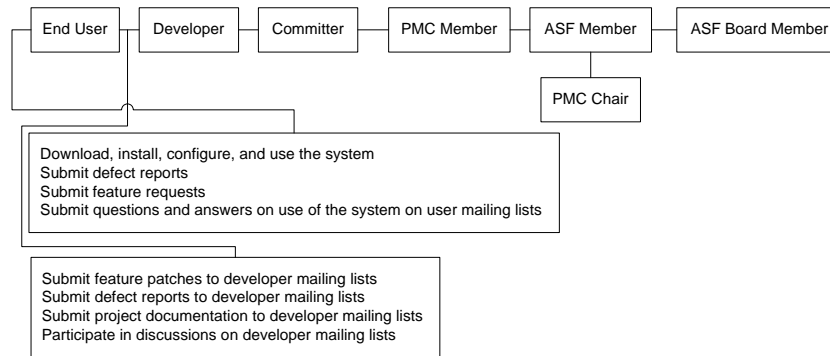 End User
Developer
Committer
PMC Member
ASF Member
ASF Board Member
PMC Chair
Download, install, configure, and use the system
Submit defect reports
Submit feature requests
Submit questions and answers on use of the system on user mailing lists
Submit feature patches to developer mailing lists
Submit defect reports to developer mailing lists
Submit project documentation to developer mailing lists
Participate in discussions on developer mailing lists